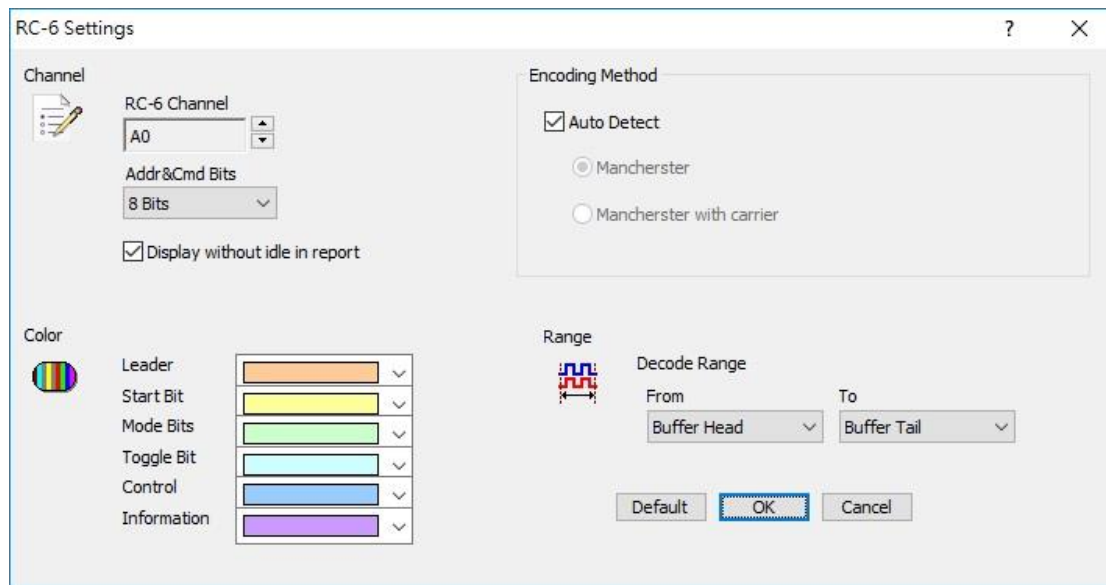 RC-6 Settings
?
Channel
RC-6 Channel
A0
Addr&Cmd Bits
8 Bits
Display without idle in report
Encoding Method
Auto Detect
Mancherster
Mancherster with carrier
Color
Leader
Start Bit
Mode Bits
Toggle Bit
Control
Information
Range
Decode Range
From To
Buffer Head Buffer Tail
Default OK Cancel